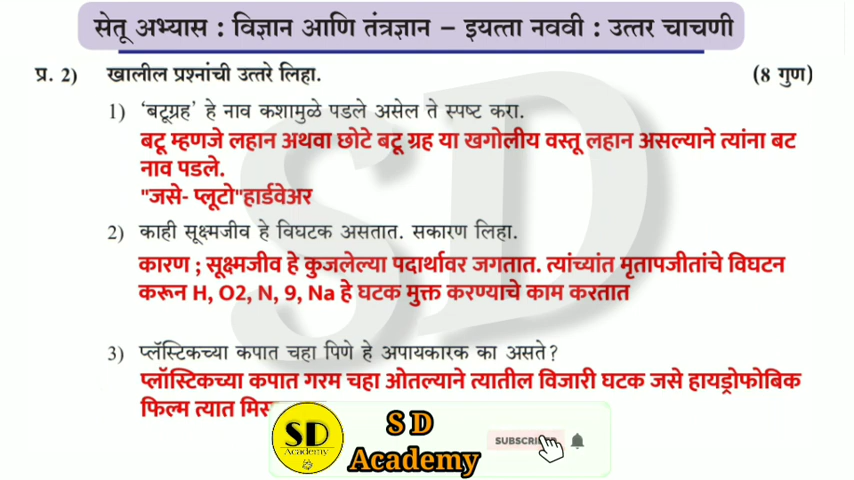 सेतू अभ्यास : विज्ञान आणि तंत्रज्ञान – इयत्ता नववी : उत्तर चाचणी
प्र. 2) खालील प्रश्नांची उत्तरे लिहा. (8 गुण)
1) ‘बटूग्रह’ हे नाव कशामुळे पडले असेल ते स्पष्ट करा.
बटू म्हणजे लहान अथवा छोटे बटू ग्रह या खगोलीय वस्तू लहान असल्याने त्यांना बट
नाव पडले.
"जसे- प्लूटो"हार्डवेअर
2) काही सूक्ष्मजीव हे विघटक असतात. सकारण लिहा.
कारण ; सूक्ष्मजीव हे कुजलेल्या पदार्थावर जगतात. त्यांच्यांत मृतापजीतांचे विघटन
करून H, O2, N, 9, Na हे घटक मुक्त करण्याचे काम करतात
3) प्लॅस्टिकच्या कपात चहा पिणे हे अपायकारक का असते?
प्लॉस्टिकच्या कपात गरम चहा ओतल्याने त्यातील विजारी घटक जसे हायड्रोफोबिक
फिल्म त्यात
SD
Academy
S D
Academy
SUBSCRIBE
SD